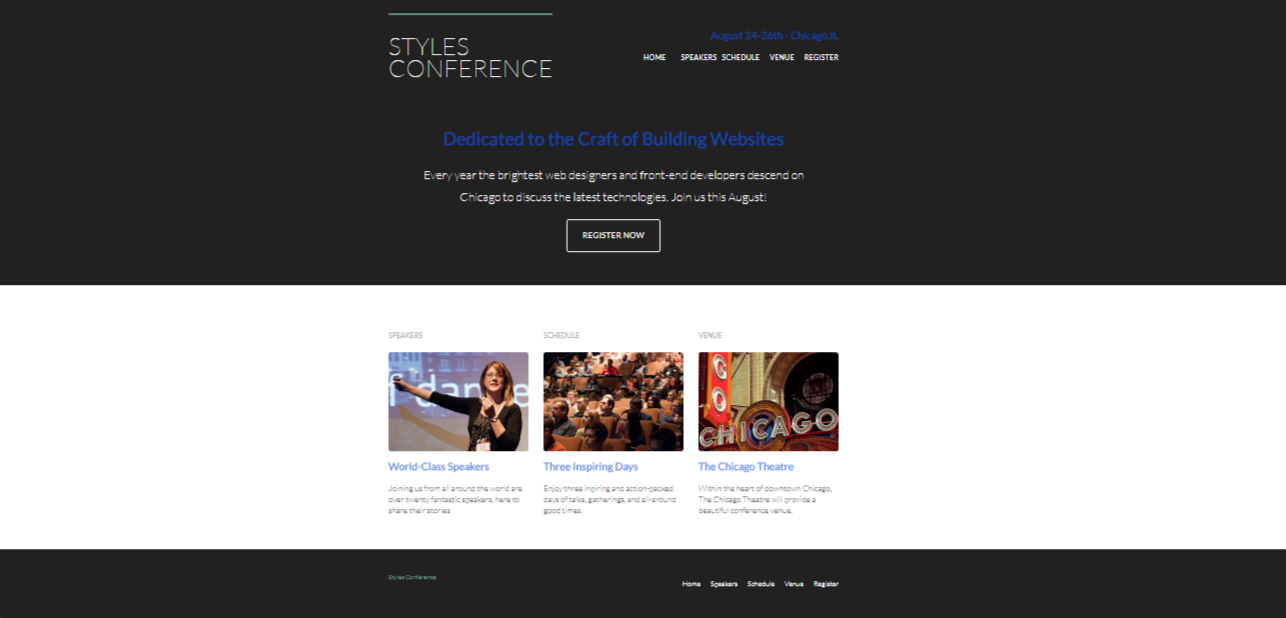 STYLES
CONFERENCE
August 24-26th - Chicago,IL
HOME SPEAKERS SCHEDULE VENUE REGISTER
Dedicated to the Craft of Building Websites
Every year the brightest web designers and front-end developers descend on
Chicago to discuss the latest technologies. Join us this August!
REGISTER NOW
SPEAKERS
f dance
World-Class Speakers
Joining us from all around the world are
over twenty fantastic speakers, here to
share their stories
SCHEDULE
Three Inspiring Days
Enjoy three inpiring and action-packed
days of talks, gatherings, and all-around
good times.
VENUE
GO
CHICAGO
The Chicago Theatre
Within the heart of downtown Chicago,
The Chicago Theatre will provide a
beautiful conference venue.
Styles Conference
Home Speakers Schedule Venue Register